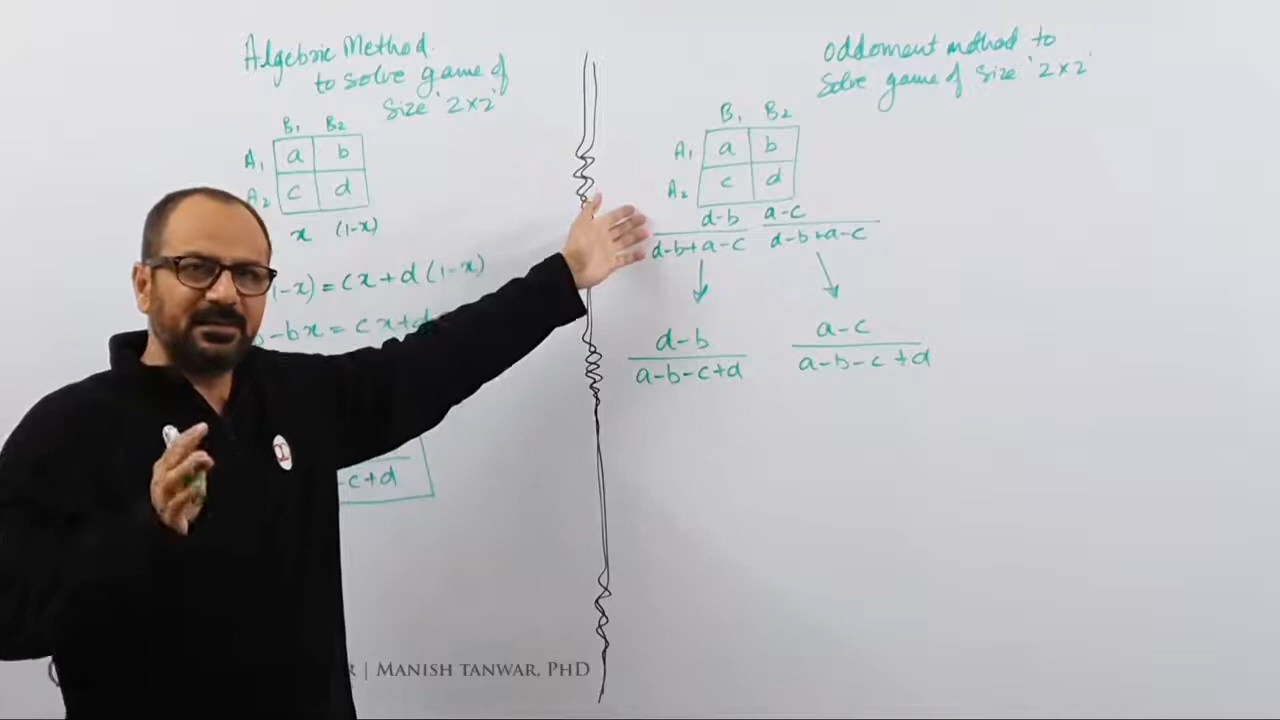 Algebric Method.
to solve game of
size '2×2'
B1 B2
A1 a b
A2 c d
x (1-x)
1-x) = cx+d(1-x)
-bx = cx+d
-c+d
oddoment method to
Solve game of size '2×2'
B1 B2
A1 a b
A2 c d
d-b a-c
d-b+a-c d-b+a-c
d-b a-c
a-b-c+d a-b-c+d
| MANISH TANWAR, PHD